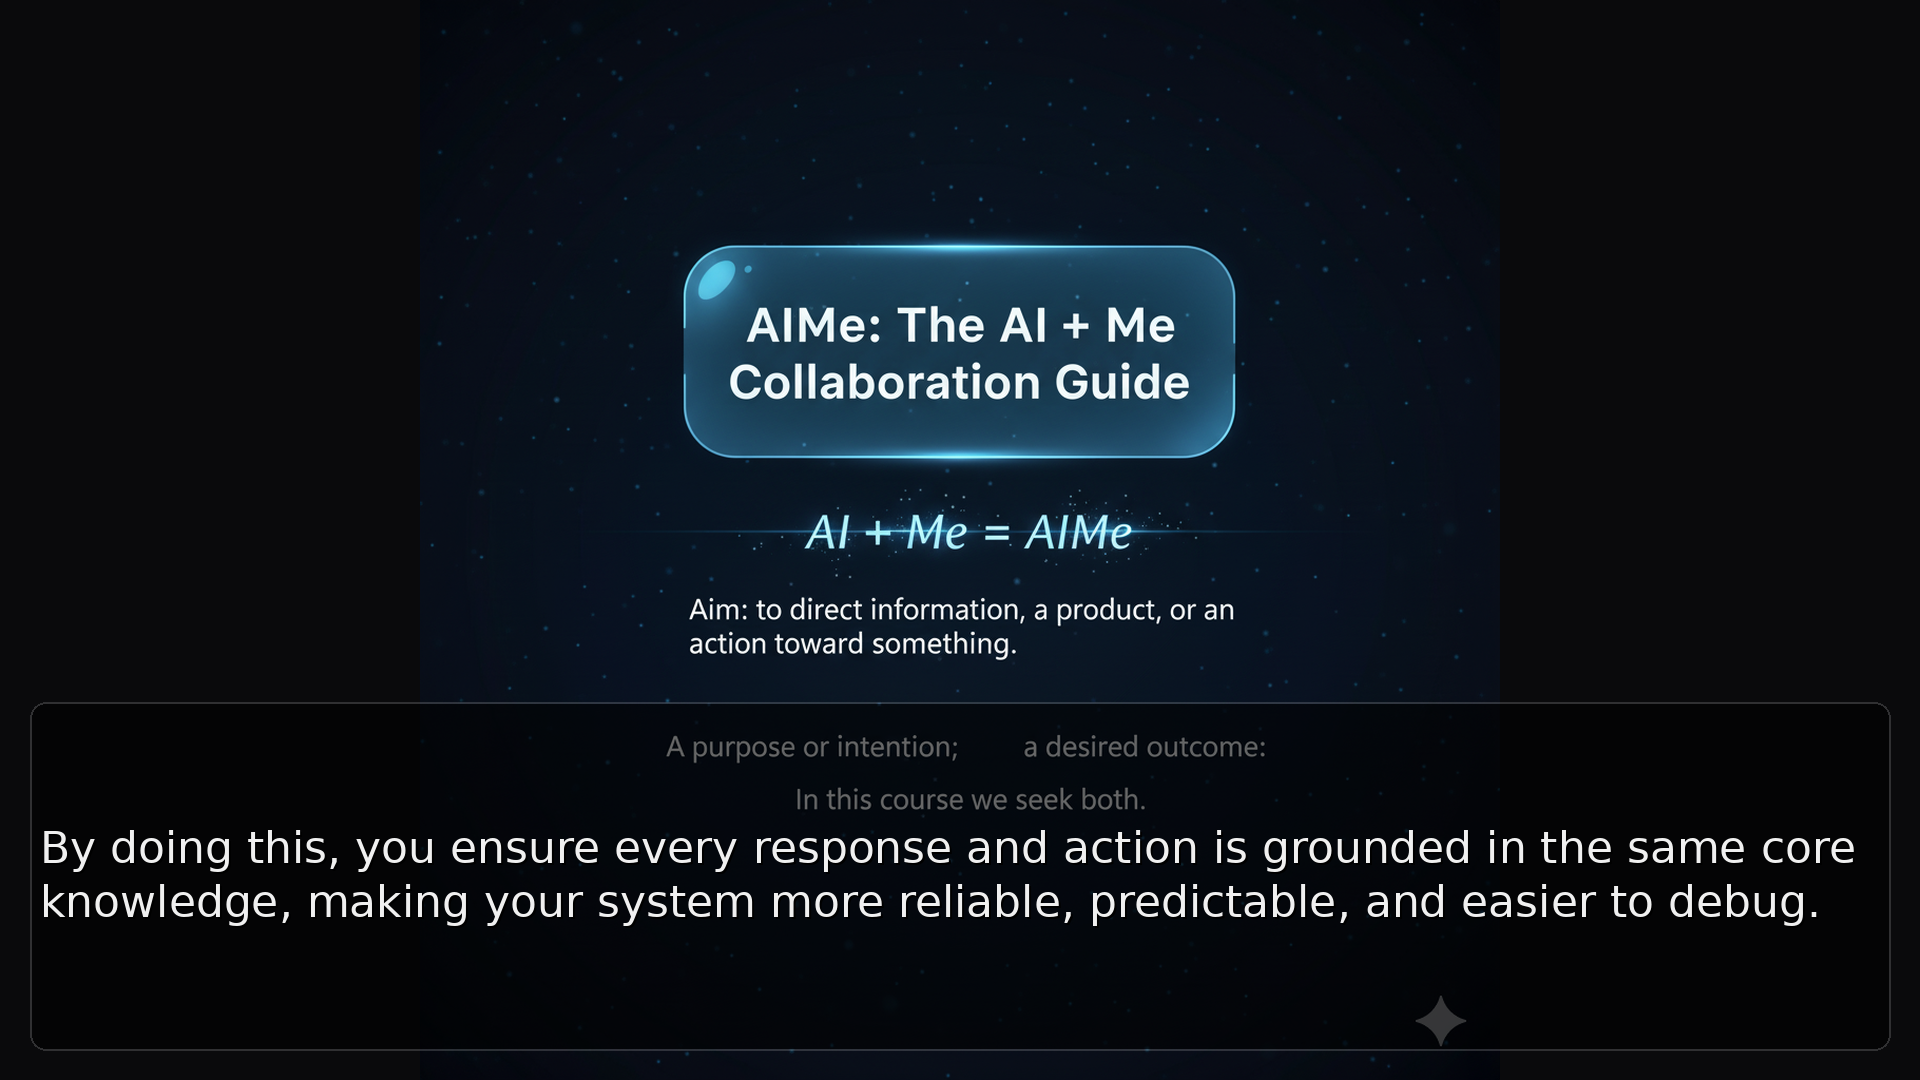 AIMe: The AI + Me
Collaboration Guide
AI + Me = AIMe
Aim: to direct information, a product, or an
action toward something.
A purpose or intention; a desired outcome:
In this course we seek both.
By doing this, you ensure every response and action is grounded in the same core
knowledge, making your system more reliable, predictable, and easier to debug.